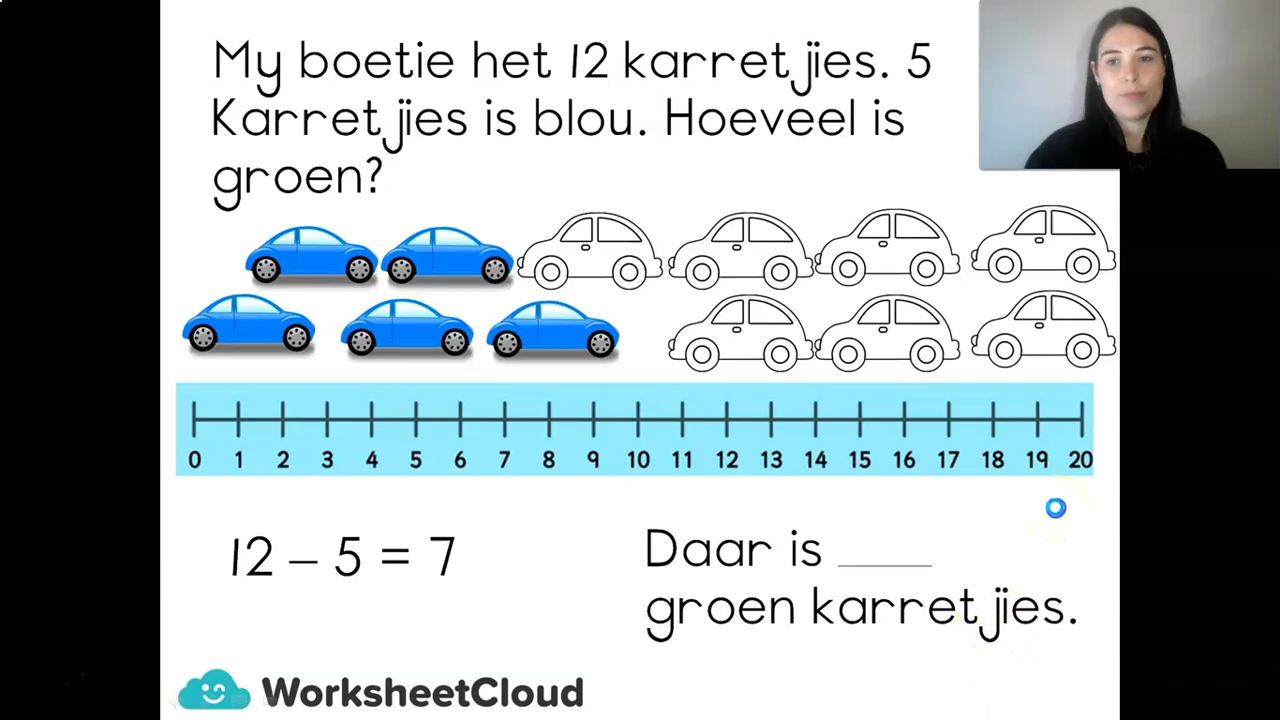 My boetie het 12 karretjies. 5
Karretjies is blou. Hoeveel is
groen?
0 1 2 3 4 5 6 7 8 9 10 11 12 13 14 15 16 17 18 19 20
12 – 5 = 7
Daar is ____
groen karretjies.
WorksheetCloud